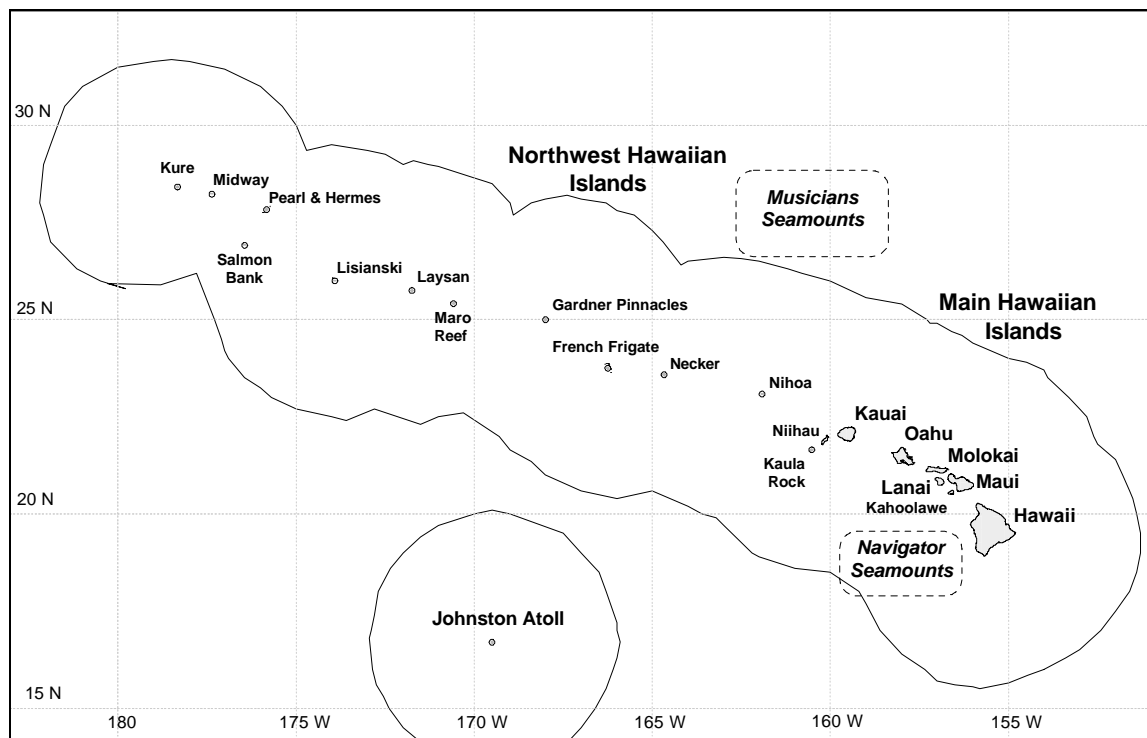 30 N
Northwest Hawaiian
Islands
Kure
Midway
Pearl & Hermes
Musicians
Seamounts
Salmon
Bank
Lisianski
Laysan
Maro
Reef
25 N
Gardner Pinnacles
Main Hawaiian
Islands
French Frigate
Necker
Nihoa
Kauai
Niihau
Oahu
Kaula
Rock
Molokai
Lanai
Maui
Kahoolawe
20 N
Hawaii
Navigator
Seamounts
Johnston Atoll
15 N
180
175 W
170 W
165 W
160 W
155 W